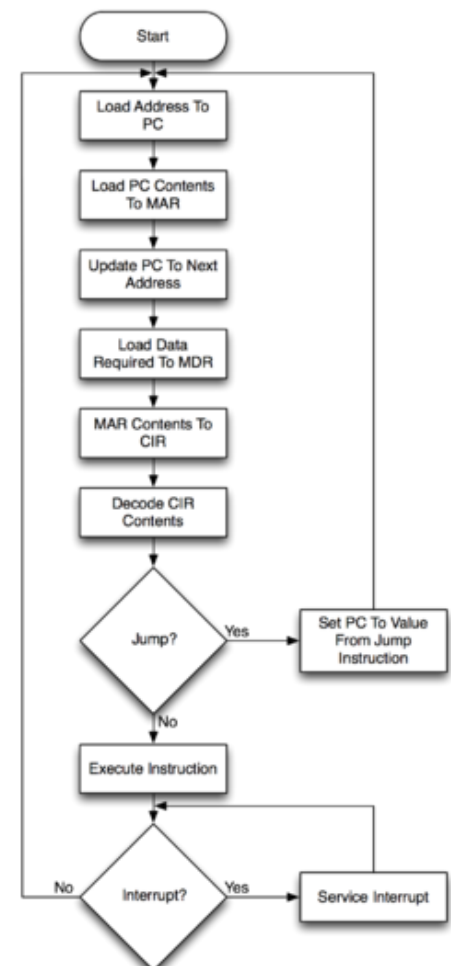 Start
Load Address To
PC
Load PC Contents
To MAR
Update PC To Next
Address
Load Data
Required To MDR
MAR Contents To
CIR
Decode CIR
Contents
Jump?
Yes
Set PC To Value
From Jump
Instruction
No
Execute Instruction
No
Interrupt?
Yes
Service Interrupt